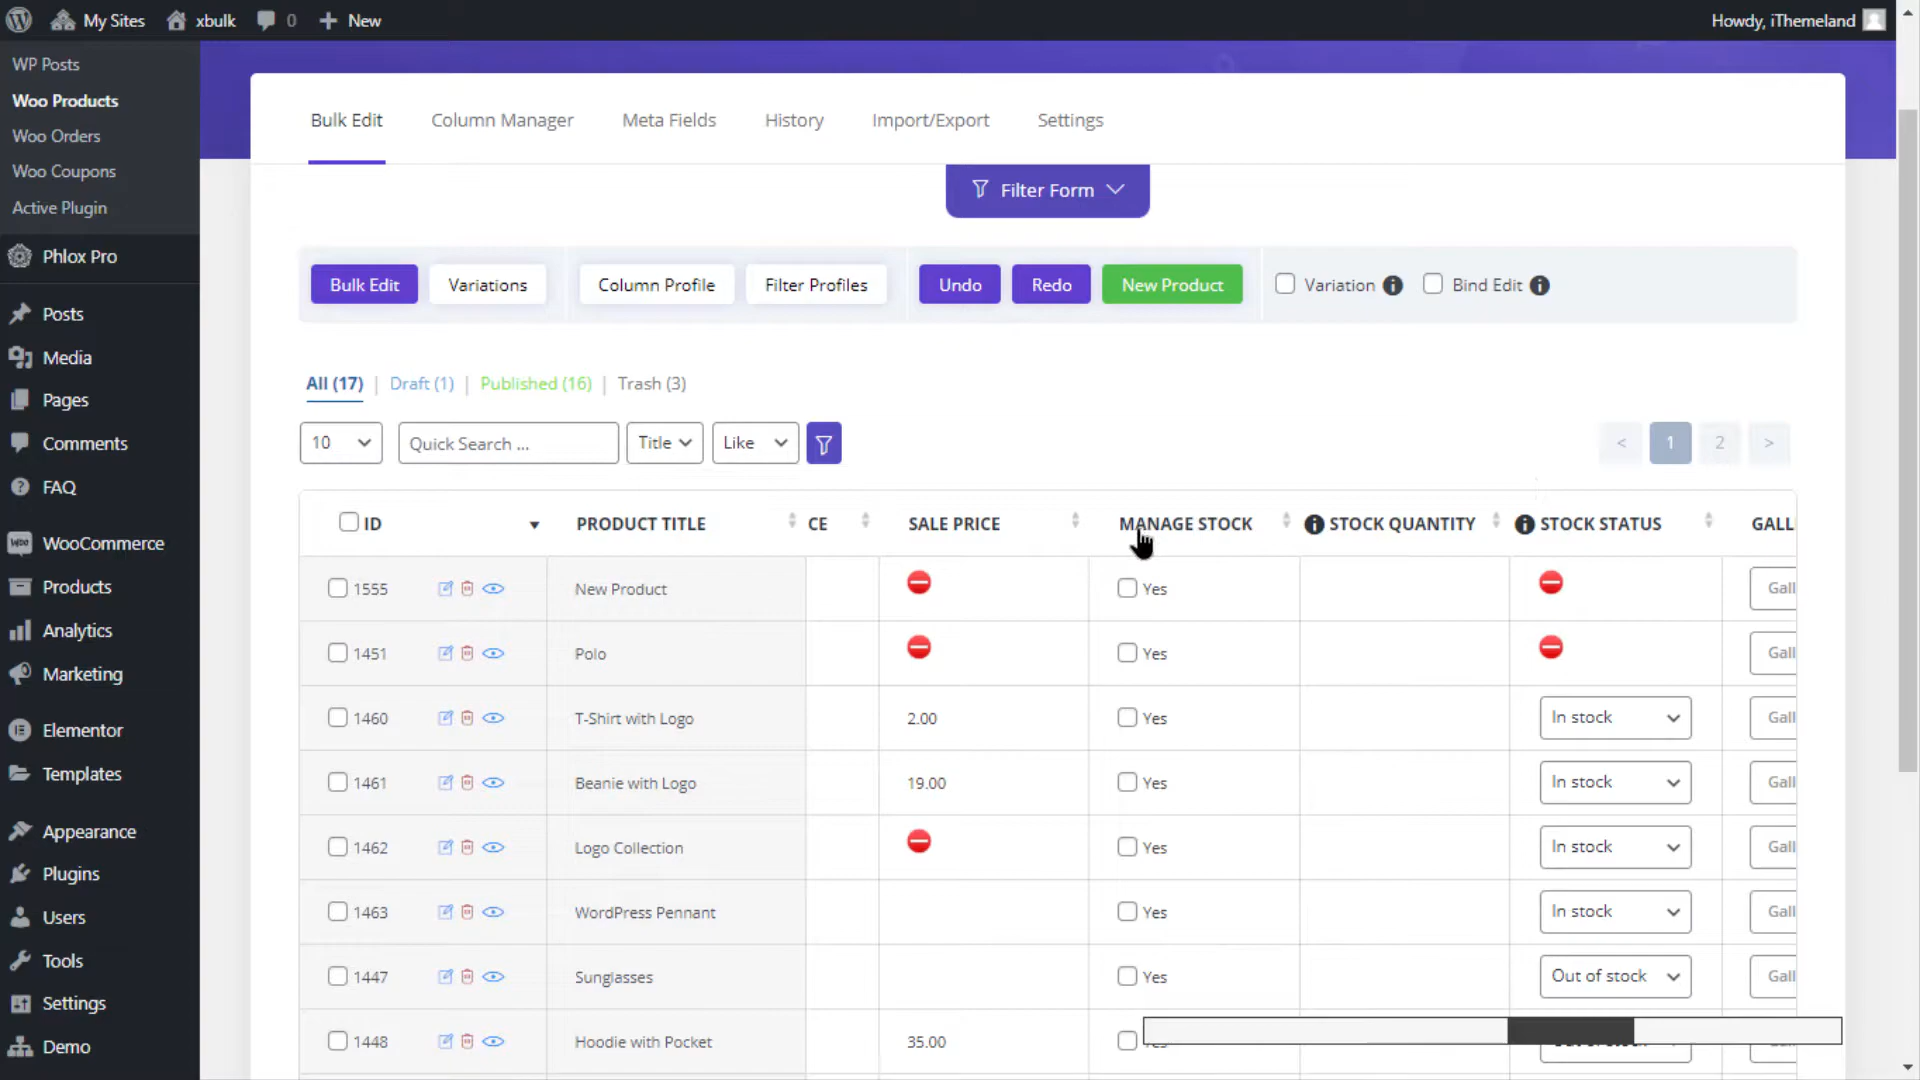 My Sites xbulk 0 New Howdy, iThemeland
WP Posts
Woo Products
Woo Orders
Woo Coupons
Active Plugin
Phlox Pro
Posts
Media
Pages
Comments
FAQ
WooCommerce
Products
Analytics
Marketing
Elementor
Templates
Appearance
Plugins
Users
Tools
Settings
Demo
Bulk Edit Column Manager Meta Fields History Import/Export Settings
Filter Form
Bulk Edit Variations Column Profile Filter Profiles Undo Redo New Product Variation Bind Edit
All (17) | Draft (1) | Published (16) | Trash (3)
10 Quick Search ... Title Like < 1 2 >
ID PRODUCT TITLE CE SALE PRICE MANAGE STOCK STOCK QUANTITY STOCK STATUS GALL
1555 New Product Yes Gall
1451 Polo Yes Gall
1460 T-Shirt with Logo 2.00 Yes In stock Gall
1461 Beanie with Logo 19.00 Yes In stock Gall
1462 Logo Collection Yes In stock Gall
1463 WordPress Pennant Yes In stock Gall
1447 Sunglasses Yes Out of stock Gall
1448 Hoodie with Pocket 35.00